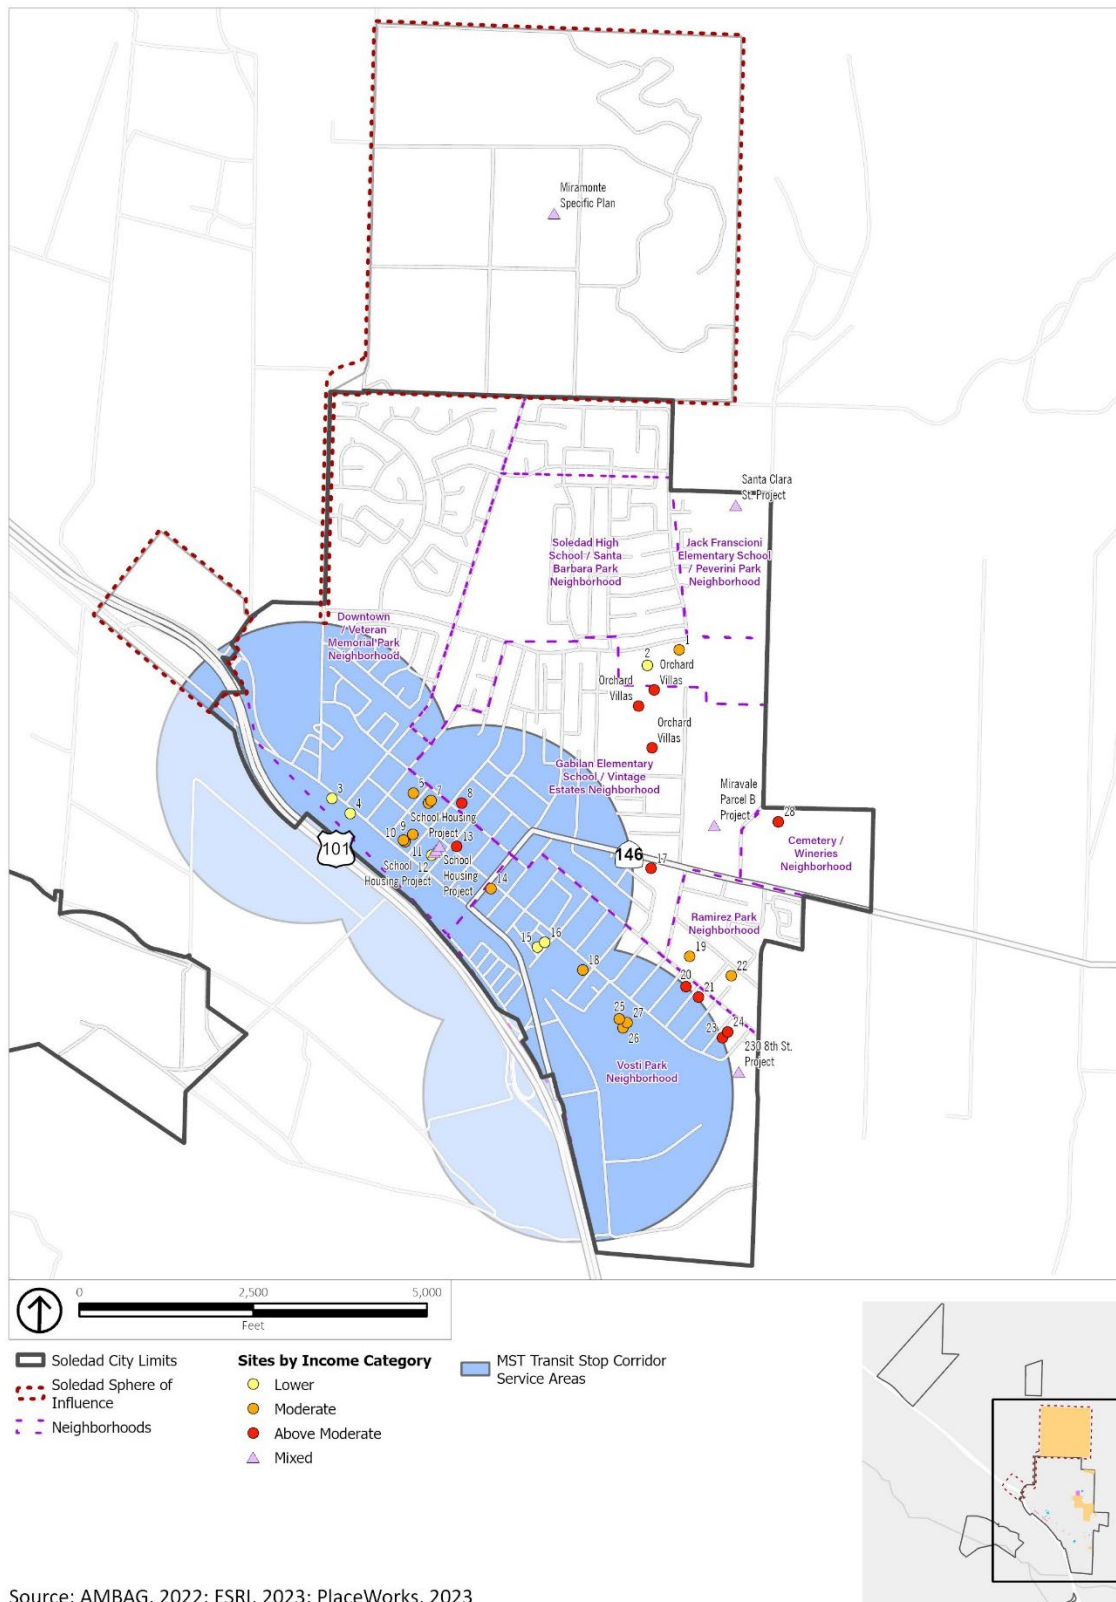 Miramonte
Specific Plan
Santa Clara
St. Project
Soledad High
School / Santa
Barbara Park
Neighborhood
Jack Franscioni
Elementary School
/ Peverini Park
Neighborhood
Downtown
/ Veteran
Memorial Park
Neighborhood
1
2
Orchard
Villas
Orchard
Villas
Orchard
Villas
Gabilan Elementary
School / Vintage
Estates Neighborhood
3
4
7
8
School Housing
Project
Miravale
Parcel B
Project
28
Cemetery /
Wineries
Neighborhood
9
10
11
12
13
101
School
Housing Project
School
Housing
Project
146
17
14
Ramirez Park
Neighborhood
15
16
18
19
20
21
22
23
24
25
26
27
230 8th St.
Project
Vosti Park
Neighborhood
0 2,500 5,000
Feet
Soledad City Limits
Soledad Sphere of
Influence
Neighborhoods
Sites by Income Category
Lower
Moderate
Above Moderate
Mixed
MST Transit Stop Corridor
Service Areas
Source: AMBAG, 2022; ESRI, 2023; PlaceWorks, 2023